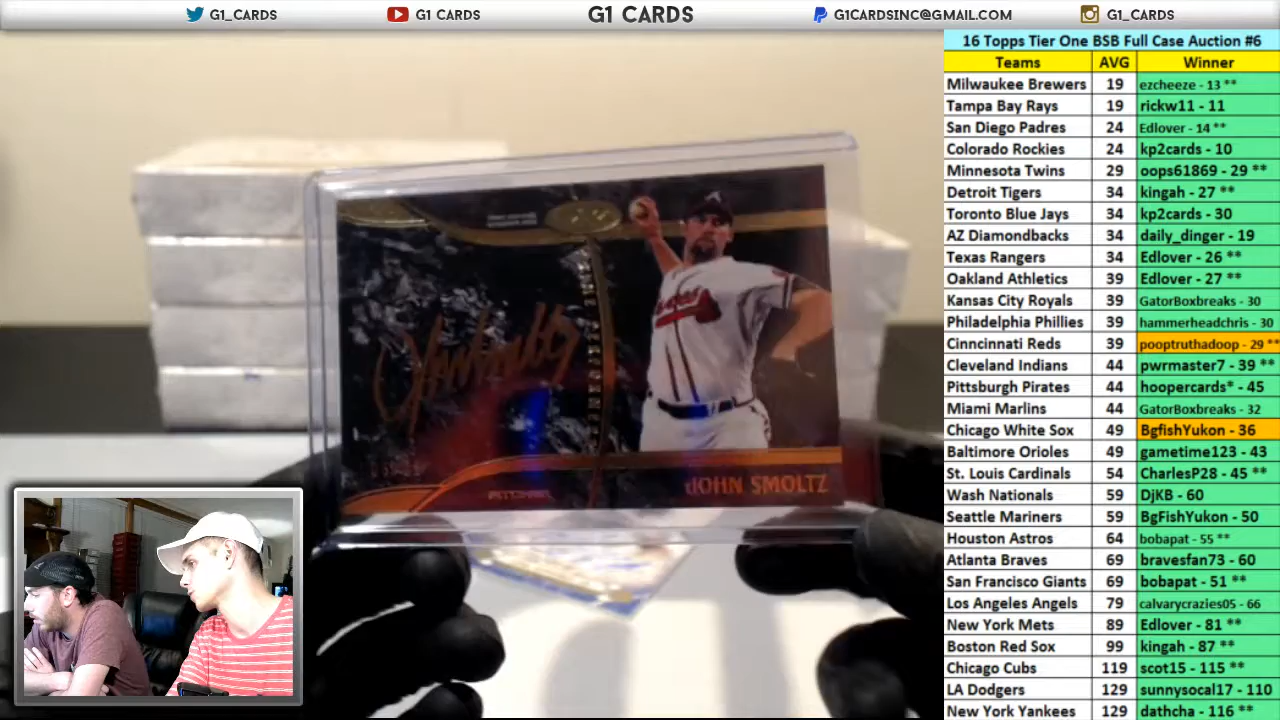 G1_CARDS G1 CARDS G1 CARDS G1CARDSINC@GMAIL.COM G1_CARDS
16 Topps Tier One BSB Full Case Auction #6
Teams AVG Winner
Milwaukee Brewers 19 ezcheeze - 13 **
Tampa Bay Rays 19 rickw11 - 11
San Diego Padres 24 Edlover - 14 **
Colorado Rockies 24 kp2cards - 10
Minnesota Twins 29 oops61869 - 29 **
Detroit Tigers 34 kingah - 27 **
Toronto Blue Jays 34 kp2cards - 30
AZ Diamondbacks 34 daily_dinger - 19
Texas Rangers 34 Edlover - 26 **
Oakland Athletics 39 Edlover - 27 **
Kansas City Royals 39 GatorBoxbreaks - 30
Philadelphia Phillies 39 hammerheadchris - 30
Cinncincnati Reds 39 pooptruthadoop - 29 **
Cleveland Indians 44 pwrmaster7 - 39 **
Pittsburgh Pirates 44 hoopercards* - 45
Miami Marlins 44 GatorBoxbreaks - 32
Chicago White Sox 49 BgfishYukon - 36
Baltimore Orioles 49 gametime123 - 43
St. Louis Cardinals 54 CharlesP28 - 45 **
Wash Nationals 59 DjKB - 60
Seattle Mariners 59 BgFishYukon - 50
Houston Astros 64 bobapat - 55 **
Atlanta Braves 69 bravesfan73 - 60
San Francisco Giants 69 bobapat - 51 **
Los Angeles Angels 79 calvarycrazies05 - 66
New York Mets 89 Edlover - 81 **
Boston Red Sox 99 kingah - 87 **
Chicago Cubs 119 scot15 - 115 **
LA Dodgers 129 sunnysocal17 - 110
New York Yankees 129 dathcha - 116 **
JOHN SMOLTZ